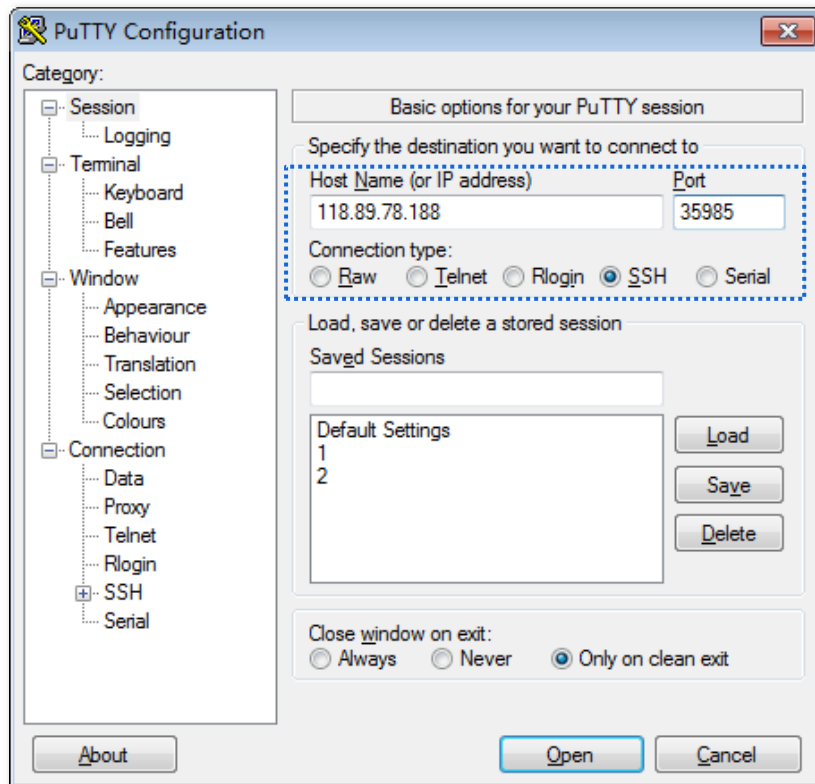 PuTTY Configuration
Category:
Session
Logging
Terminal
Keyboard
Bell
Features
Window
Appearance
Behaviour
Translation
Selection
Colours
Connection
Data
Proxy
Telnet
Rlogin
SSH
Serial
Basic options for your PuTTY session
Specify the destination you want to connect to
Host Name (or IP address) Port
118.89.78.188 35985
Connection type:
Raw Telnet Rlogin SSH Serial
Load, save or delete a stored session
Saved Sessions
Default Settings
1
2
Load
Save
Delete
Close window on exit:
Always Never Only on clean exit
About Open Cancel